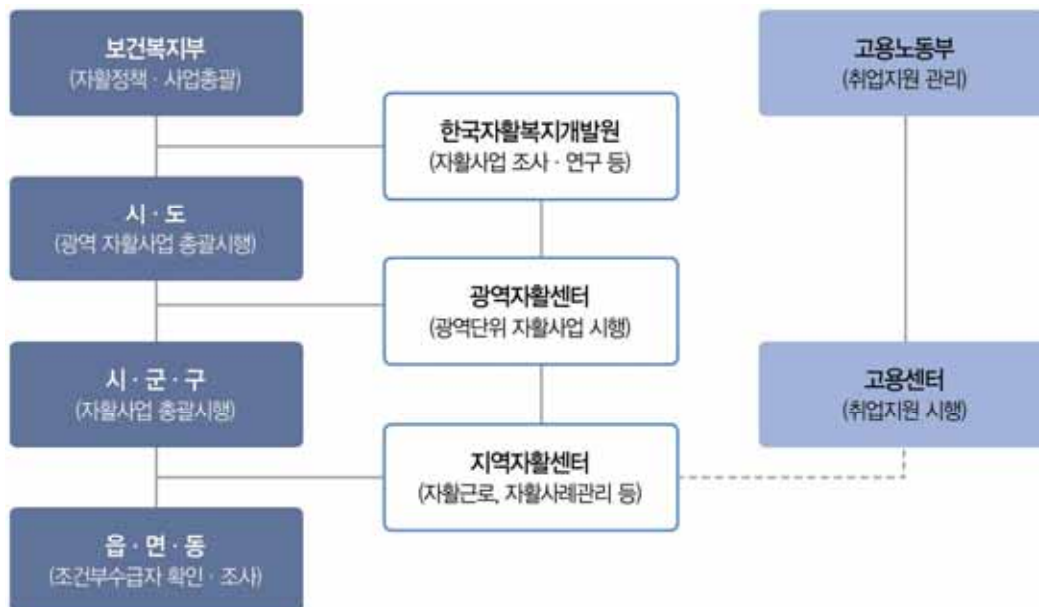 보건복지부
(자활정책 · 사업총괄)
고용노동부
(취업지원 관리)
한국자활복지개발원
(자활사업 조사 · 연구 등)
시 · 도
(광역 자활사업 총괄시행)
광역자활센터
(광역단위 자활사업 시행)
시 · 군 · 구
(자활사업 총괄시행)
고용센터
(취업지원 시행)
지역자활센터
(자활근로, 자활사례관리 등)
읍 · 면 · 동
(조건부수급자 확인 · 조사)